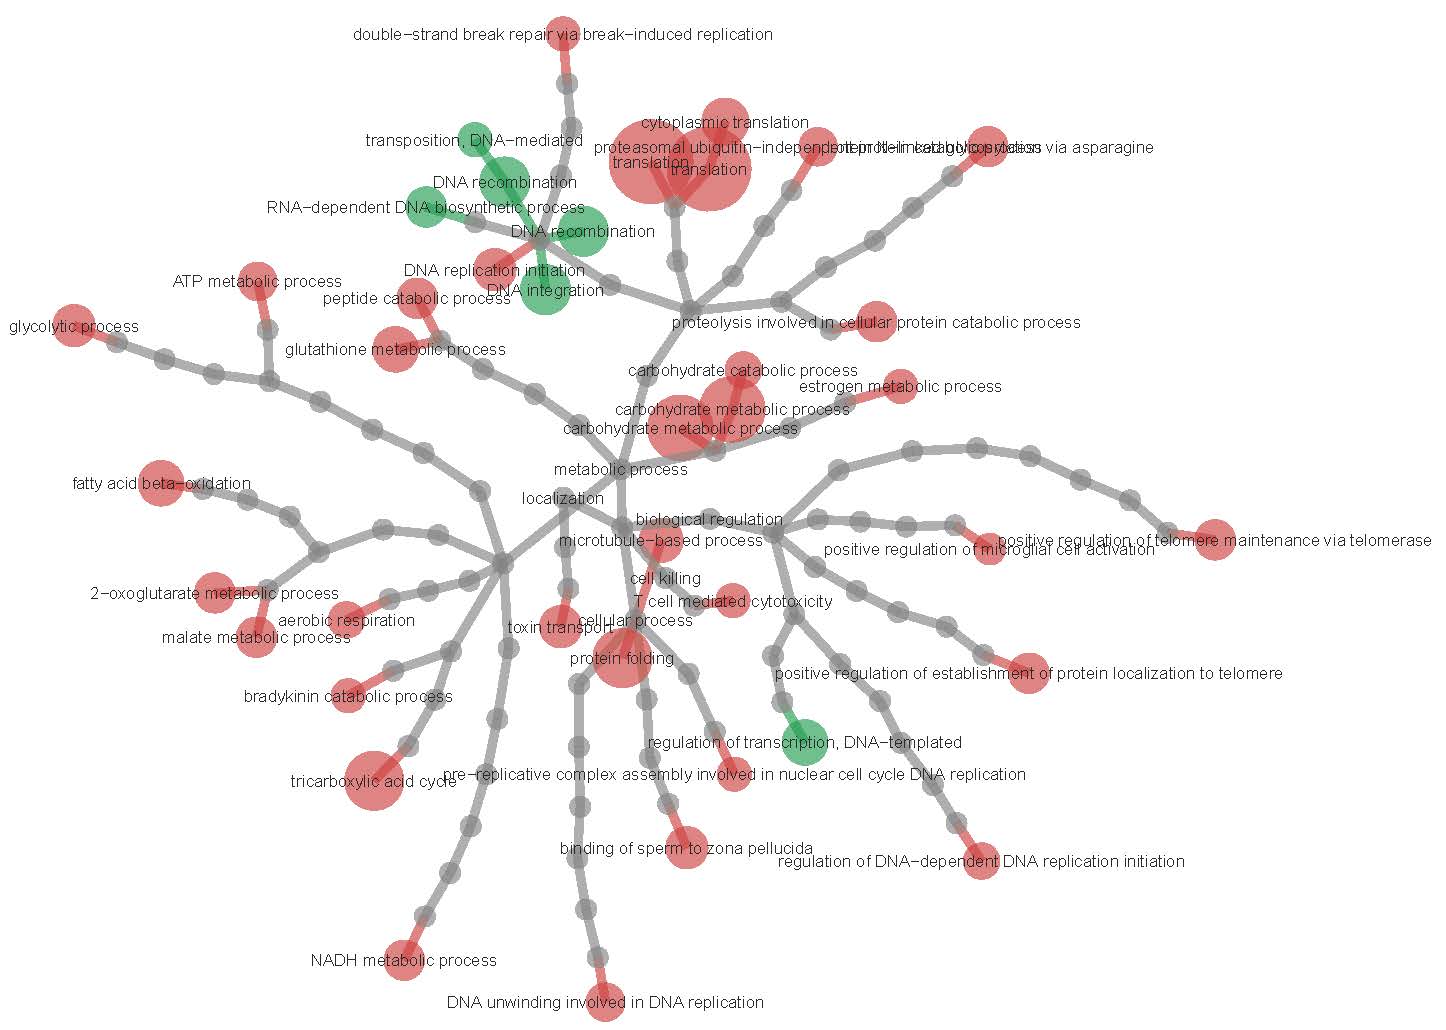 double−strand break repair via break−induced replication
cytoplasmic translation
transposition, DNA−mediated
proteasomal ubiquitin−independent protein catabolic process
protein N−linked glycosylation via asparagine
translation
translation
DNA recombination
RNA−dependent DNA biosynthetic process
DNA recombination
DNA replication initiation
ATP metabolic process
DNA integration
peptide catabolic process
glycolytic process
proteolysis involved in cellular protein catabolic process
glutathione metabolic process
carbohydrate catabolic process
estrogen metabolic process
carbohydrate metabolic process
carbohydrate metabolic process
metabolic process
fatty acid beta−oxidation
localization
biological regulation
microtubule−based process
positive regulation of telomere maintenance via telomerase
positive regulation of microglial cell activation
cell killing
2−oxoglutarate metabolic process
T cell mediated cytotoxicity
aerobic respiration
cellular process
toxin transport
malate metabolic process
protein folding
positive regulation of establishment of protein localization to telomere
bradykinin catabolic process
regulation of transcription, DNA−templated
pre−replicative complex assembly involved in nuclear cell cycle DNA replication
tricarboxylic acid cycle
binding of sperm to zona pellucida
regulation of DNA−dependent DNA replication initiation
NADH metabolic process
DNA unwinding involved in DNA replication